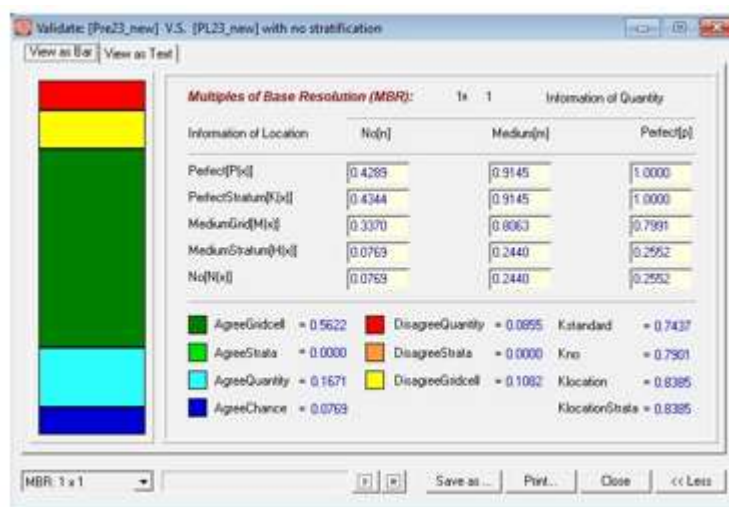 Validate: [Pre23_new] V.S. [PL23_new] with no stratification
View as Bar View as Text
Multiples of Base Resolution (MBR): 1x 1 Information of Quantity
Information of Location No[n] Medium[m] Perfect[p]
Perfect[P(x)] 0.4289 0.9145 1.0000
PerfectStratum[K(x)] 0.4344 0.9145 1.0000
MediumGrid[M(x)] 0.3370 0.8063 0.7991
MediumStratum[H(x)] 0.0769 0.2440 0.2552
No[N(x)] 0.0769 0.2440 0.2552
AgreeGridcell = 0.5622 DisagreeQuantity = 0.0855 Kstandard = 0.7437
AgreeStrata = 0.0000 DisagreeStrata = 0.0000 Kno = 0.7901
AgreeQuantity = 0.1671 DisagreeGridcell = 0.1082 Klocation = 0.8385
AgreeChance = 0.0769 KlocationStrata = 0.8385
MBR: 1 x 1 Save as ... Print... Close << Less